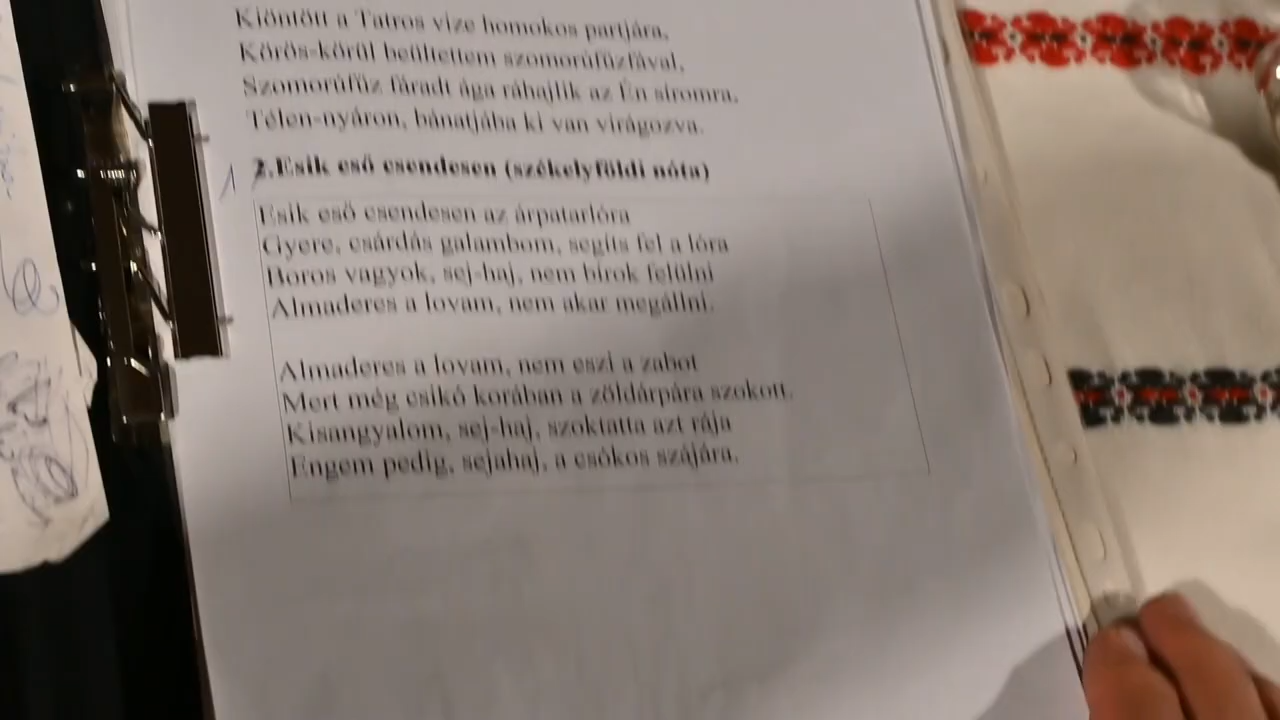 Kiöntött a Tatros vize homokos partjára,
Körös-körül beültettem szomorúfűzfával,
Szomorúfűz fáradt ága ráhajlik az Én síromra,
Télen-nyáron, bánatjába ki van virágozva.
1 2.Esik eső csendesen (székelyföldi nóta)
Esik eső csendesen az árpatarlóra
Gyere, csárdás galambom, segíts fel a lóra
Boros vagyok, sej-haj, nem bírok felülni
Almaderes a lovam, nem akar megállni.
Almaderes a lovam, nem eszi a zabot
Mert még csikó korában a zöldárpára szokott.
Kisangyalom, sej-haj, szoktatta azt rája
Engem pedig, sejahaj, a csókos szájára.